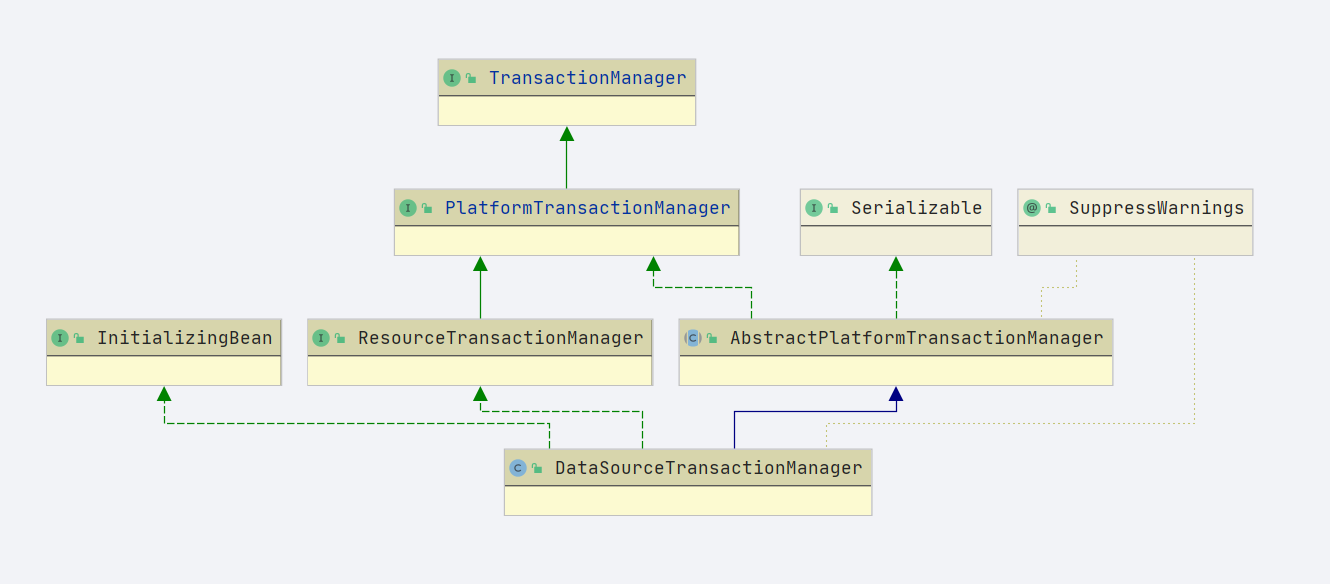 I TransactionManager
I PlatformTransactionManager
I Serializable
@ SuppressWarnings
I InitializingBean
I ResourceTransactionManager
C AbstractPlatformTransactionManager
C DataSourceTransactionManager